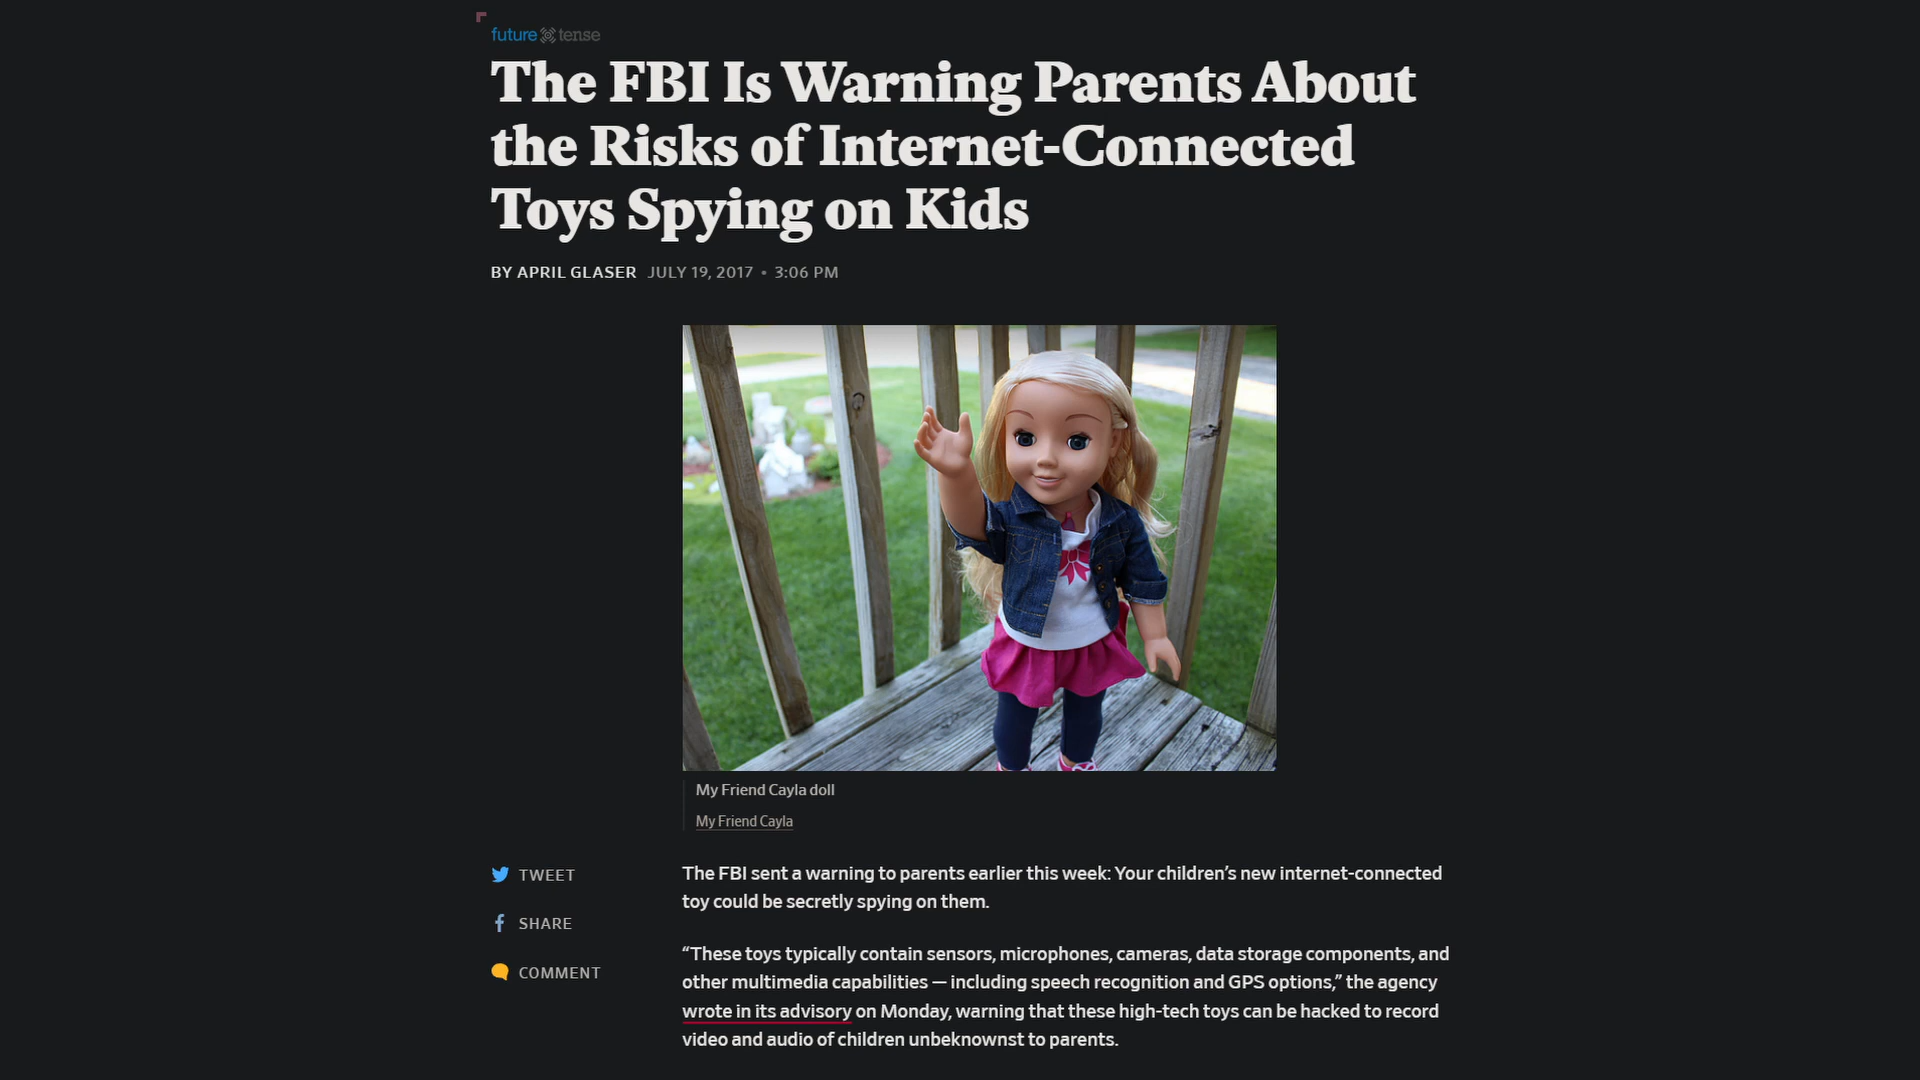 future tense
The FBI Is Warning Parents About
the Risks of Internet-Connected
Toys Spying on Kids
BY APRIL GLASER JULY 19, 2017 • 3:06 PM
My Friend Cayla doll
My Friend Cayla
TWEET
SHARE
COMMENT
The FBI sent a warning to parents earlier this week: Your children’s new internet-connected
toy could be secretly spying on them.
“These toys typically contain sensors, microphones, cameras, data storage components, and
other multimedia capabilities — including speech recognition and GPS options,” the agency
wrote in its advisory on Monday, warning that these high-tech toys can be hacked to record
video and audio of children unbeknownst to parents.